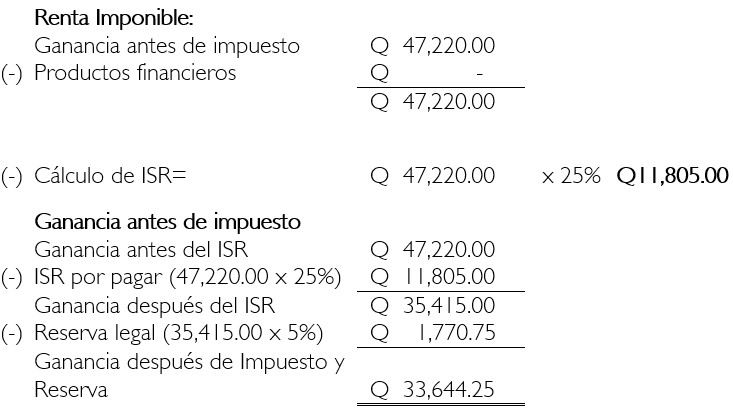 Renta Imponible:
Ganancia antes de impuesto Q 47,220.00
(-) Productos financieros Q -
Q 47,220.00
(-) Cálculo de ISR= Q 47,220.00 x 25% Q11,805.00
Ganancia antes de impuesto
Ganancia antes del ISR Q 47,220.00
(-) ISR por pagar (47,220.00 x 25%) Q 11,805.00
Ganancia después del ISR Q 35,415.00
(-) Reserva legal (35,415.00 x 5%) Q 1,770.75
Ganancia después de Impuesto y
Reserva Q 33,644.25